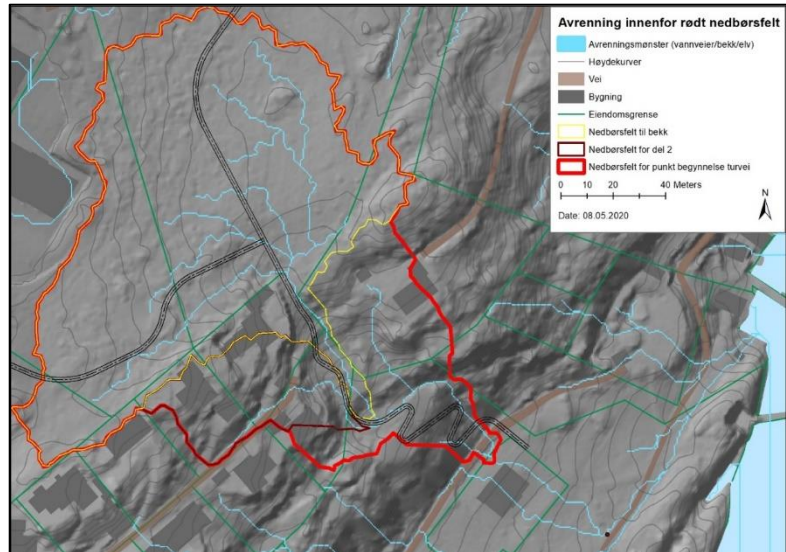 Avrenning innenfor rødt nedbørsfelt
Avrenningsmønster (vannveier/bekk/elv)
Høydekurver
Vei
Bygning
Eiendomsgrense
Nedbørsfelt til bekk
Nedbørsfelt for del 2
Nedbørsfelt for punkt begynnelse turvei
0 10 20 40 Meters
N
Date: 08.05.2020